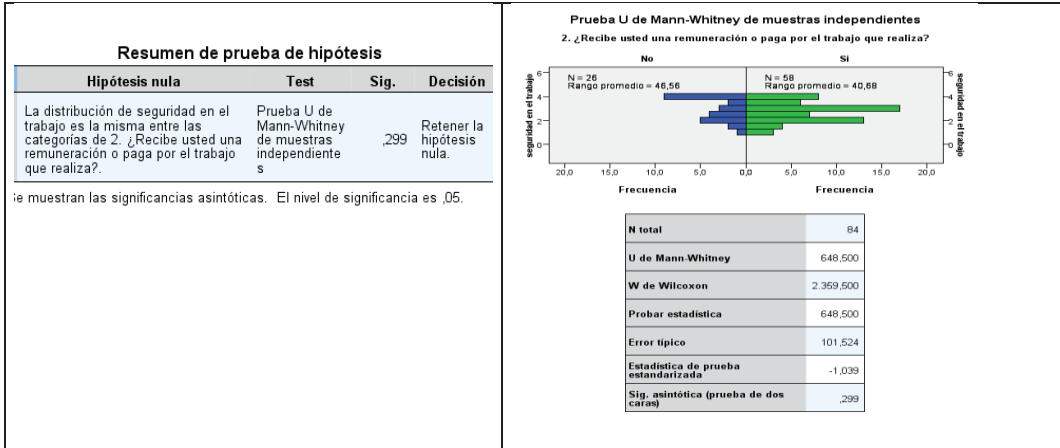 Resumen de prueba de hipótesis
Hipótesis nula Test Sig. Decisión
La distribución de seguridad en el
trabajo es la misma entre las
categorías de 2. ¿Recibe usted una
remuneración o paga por el trabajo
que realiza?.
Prueba U de
Mann-Whitney
de muestras
independiente
s
,299
Retener la
hipótesis
nula.
e muestran las significancias asintóticas. El nivel de significancia es ,05.
Prueba U de Mann-Whitney de muestras independientes
2. ¿Recibe usted una remuneración o paga por el trabajo que realiza?
No Sí
N = 26
Rango promedio = 46,56
N = 58
Rango promedio = 40,68
seguridad en el trabajo
6
4
2
0
6
4
2
0
seguridad en el trabajo
20,0 15,0 10,0 5,0 0,0 5,0 10,0 15,0 20,0
Frecuencia Frecuencia
N total 84
U de Mann-Whitney 648,500
W de Wilcoxon 2.359,500
Probar estadística 648,500
Error típico 101,524
Estadística de prueba
estandarizada -1,039
Sig. asintótica (prueba de dos
caras) ,299